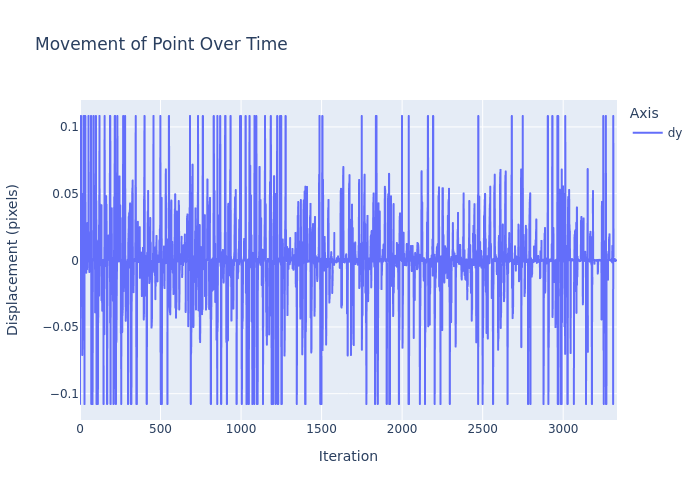 Movement of Point Over Time
Axis
dy
Displacement (pixels)
0.1
0.05
0
−0.05
−0.1
0 500 1000 1500 2000 2500 3000
Iteration